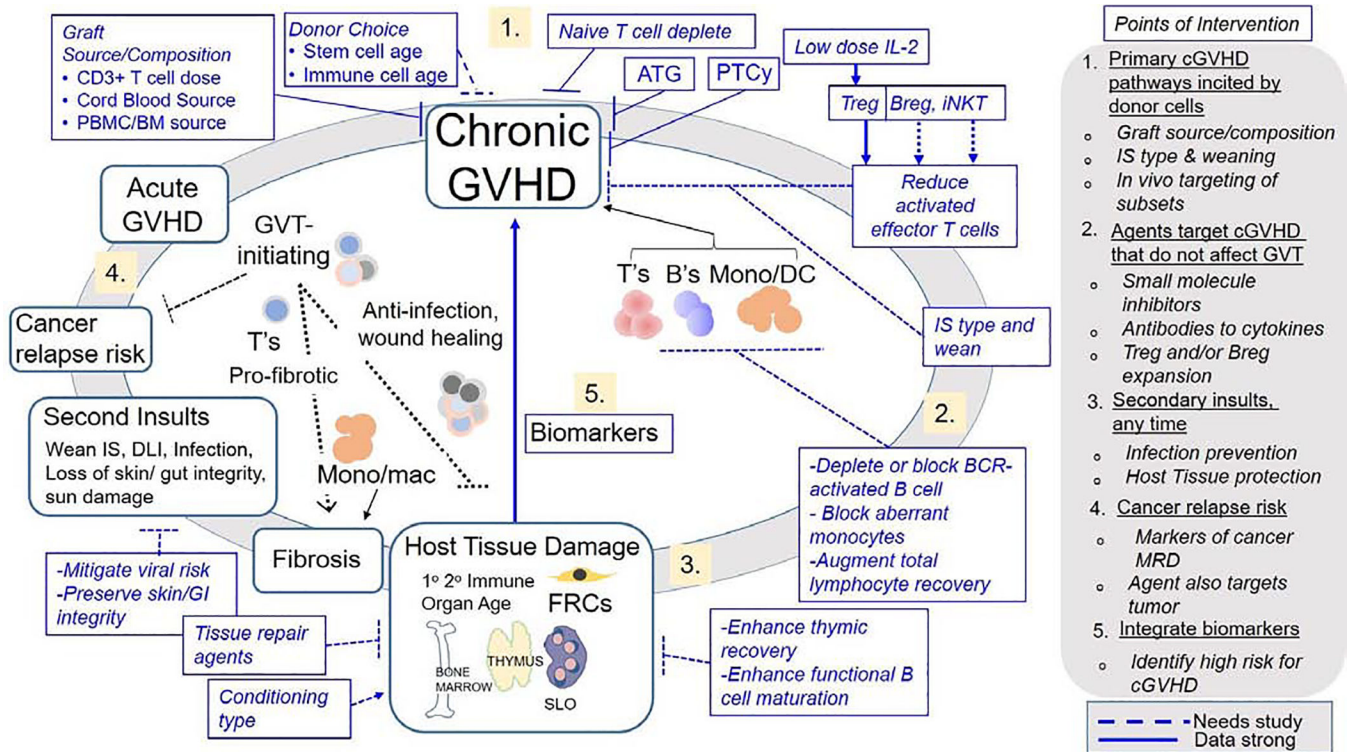 Graft
Source/Composition
• CD3+ T cell dose
• Cord Blood Source
• PBMC/BM source
Donor Choice
• Stem cell age
• Immune cell age
1.
Naive T cell deplete
ATG
PTCy
Low dose IL-2
Treg
Breg, iNKT
Reduce
activated
effector T cells
Chronic
GVHD
Acute
GVHD
4.
GVT-
initiating
Cancer
relapse risk
T's
Pro-fibrotic
Anti-infection,
wound healing
T's B's Mono/DC
IS type and
wean
Second Insults
Wean IS, DLI, Infection,
Loss of skin/ gut integrity,
sun damage
Mono/mac
5.
Biomarkers
2.
-Deplete or block BCR-
activated B cell
- Block aberrant
monocytes
-Augment total
lymphocyte recovery
Fibrosis
Host Tissue Damage
1º 2º Immune
Organ Age
FRCs
BONE
MARROW
THYMUS
SLO
3.
-Mitigate viral risk
-Preserve skin/GI
integrity
Tissue repair
agents
Conditioning
type
-Enhance thymic
recovery
-Enhance functional B
cell maturation
Points of Intervention
1. Primary cGVHD
pathways incited by
donor cells
o Graft source/composition
o IS type & weaning
o In vivo targeting of
subsets
2. Agents target cGVHD
that do not affect GVT
o Small molecule
inhibitors
o Antibodies to cytokines
o Treg and/or Breg
expansion
3. Secondary insults,
any time
o Infection prevention
o Host Tissue protection
4. Cancer relapse risk
o Markers of cancer
MRD
o Agent also targets
tumor
5. Integrate biomarkers
o Identify high risk for
cGVHD
Needs study
Data strong